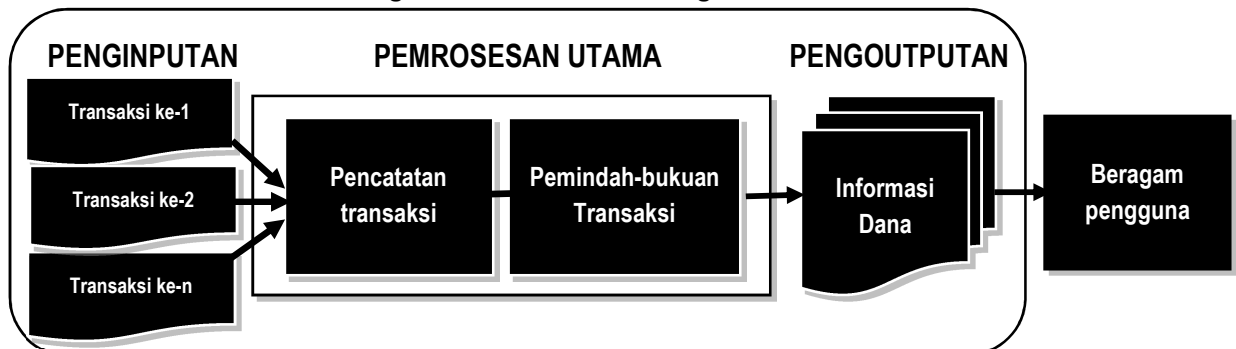 PENGINPUTAN
PEMROSESAN UTAMA
PENGOUTPUTAN
Transaksi ke-1
Transaksi ke-2
Transaksi ke-n
Pencatatan
transaksi
Pemindah-bukuan
Transaksi
Informasi
Dana
Beragam
pengguna